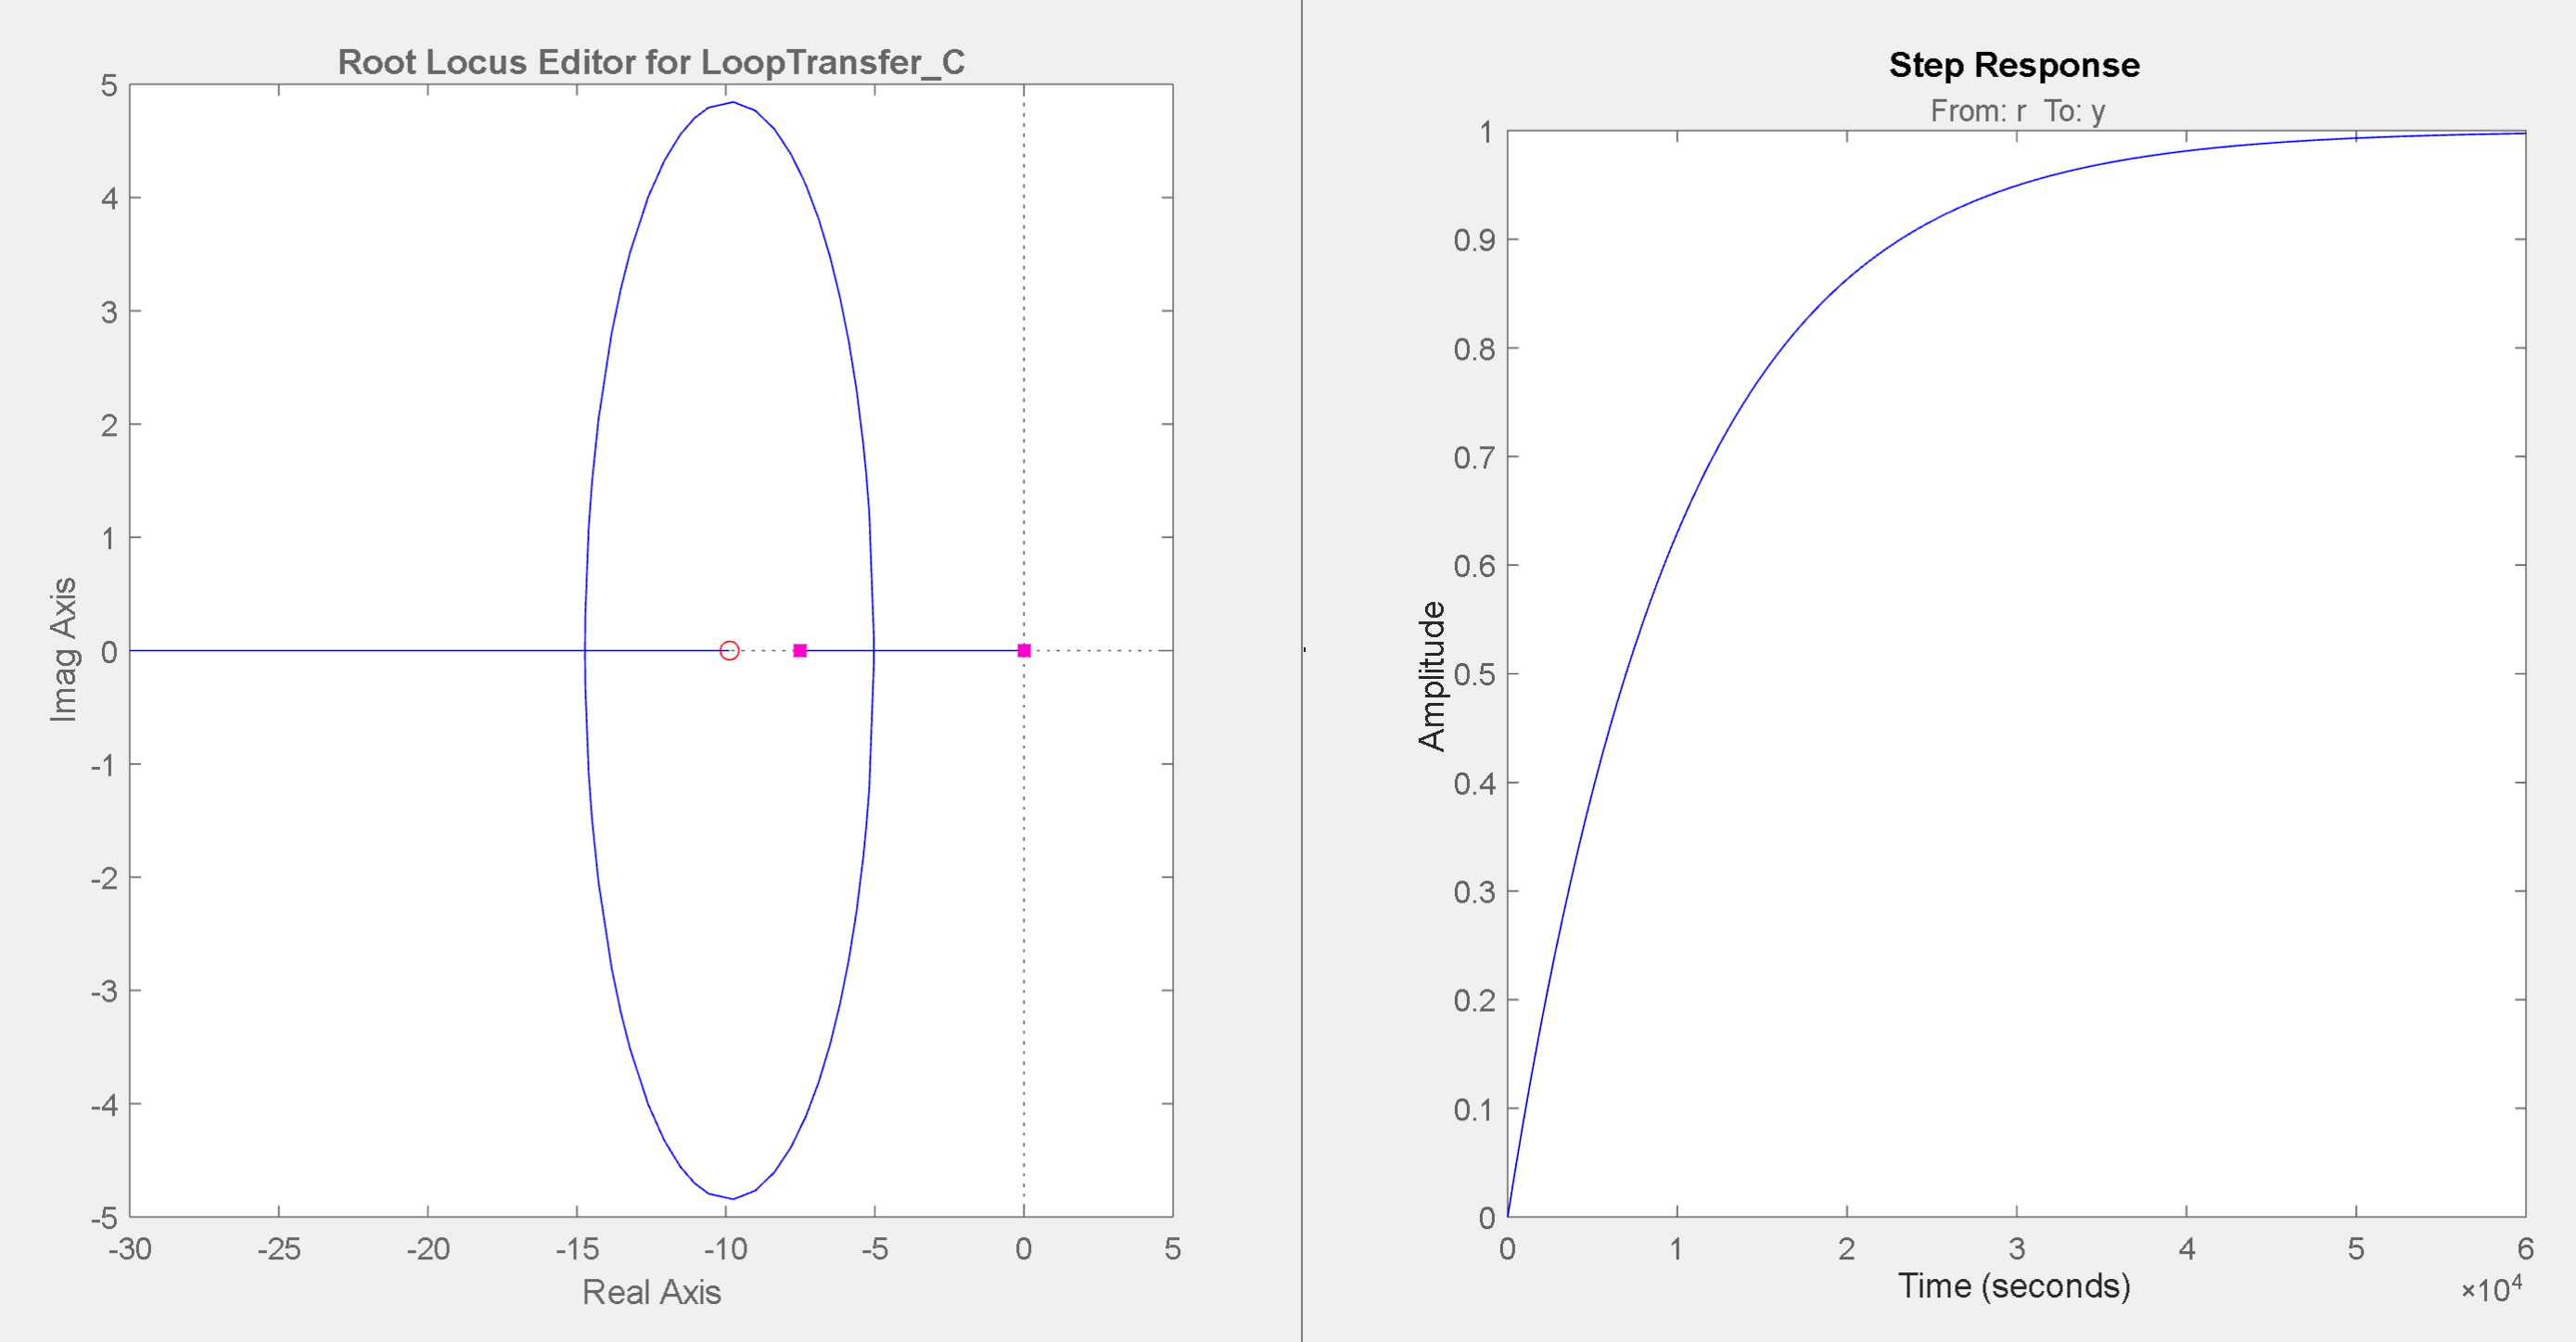 Root Locus Editor for LoopTransfer_C
5
4
3
2
1
0
-1
-2
-3
-4
-5
Imag Axis
-30 -25 -20 -15 -10 -5 0 5
Real Axis
Step Response
From: r To: y
1
0.9
0.8
0.7
0.6
0.5
0.4
0.3
0.2
0.1
0
Amplitude
0 1 2 3 4 5 6
Time (seconds)
×10⁴